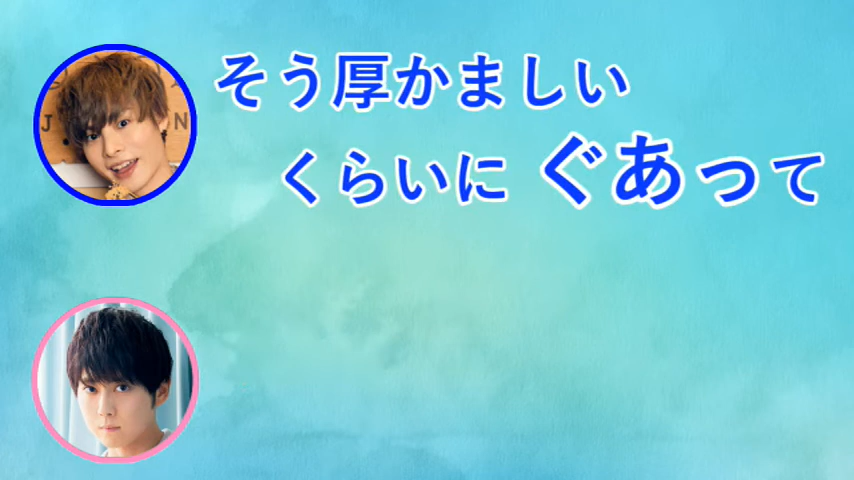 そう厚かましい
くらいに ぐあって